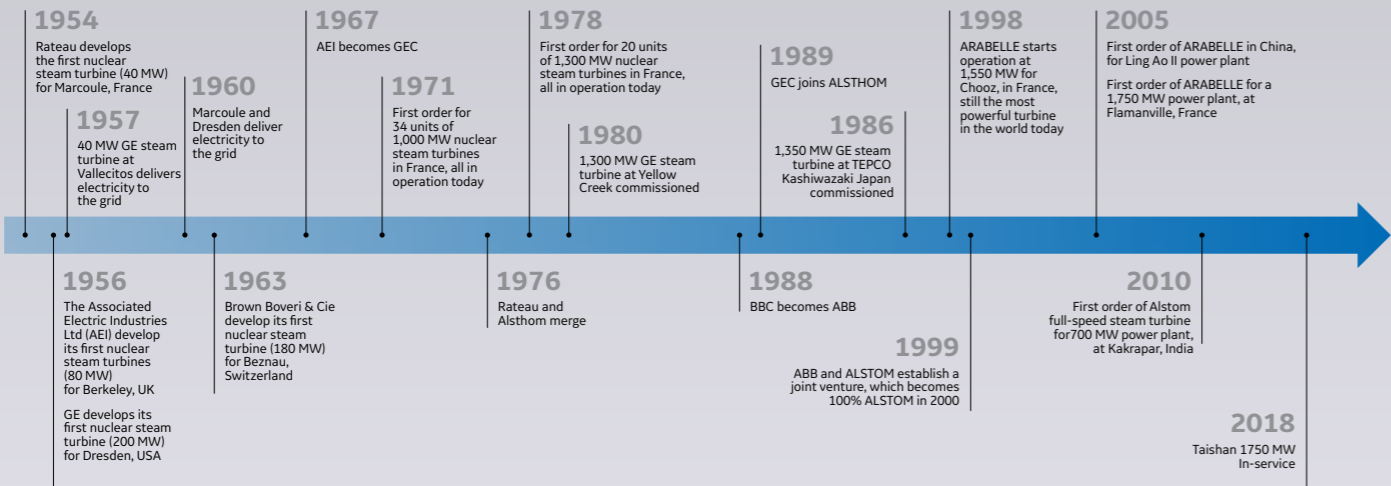 1954
Rateau develops
the first nuclear
steam turbine (40 MW)
for Marcoule, France
1957
40 MW GE steam
turbine at
Vallecitos delivers
electricity to
the grid
1960
Marcoule and
Dresden deliver
electricity to
the grid
1967
AEI becomes GEC
1971
First order for
34 units of
1,000 MW nuclear
steam turbines
in France, all in
operation today
1978
First order for 20 units
of 1,300 MW nuclear
steam turbines in France,
all in operation today
1980
1,300 MW GE steam
turbine at Yellow
Creek commissioned
1989
GEC joins ALSTHOM
1986
1,350 MW GE steam
turbine at TEPCO
Kashiwazaki Japan
commissioned
1998
ARABELLE starts
operation at
1,550 MW for
Chooz, in France,
still the most
powerful turbine
in the world today
2005
First order of ARABELLE in China,
for Ling Ao II power plant
First order of ARABELLE for a
1,750 MW power plant, at
Flamanville, France
1956
The Associated
Electric Industries
Ltd (AEI) develop
its first nuclear
steam turbines
(80 MW)
for Berkeley, UK
GE develops its
first nuclear steam
turbine (200 MW)
for Dresden, USA
1963
Brown Boveri & Cie
develop its first
nuclear steam
turbine (180 MW)
for Beznau,
Switzerland
1976
Rateau and
Alsthom merge
1988
BBC becomes ABB
1999
ABB and ALSTOM establish a
joint venture, which becomes
100% ALSTOM in 2000
2010
First order of Alstom
full-speed steam turbine
for700 MW power plant,
at Kakrapar, India
2018
Taishan 1750 MW
In-service